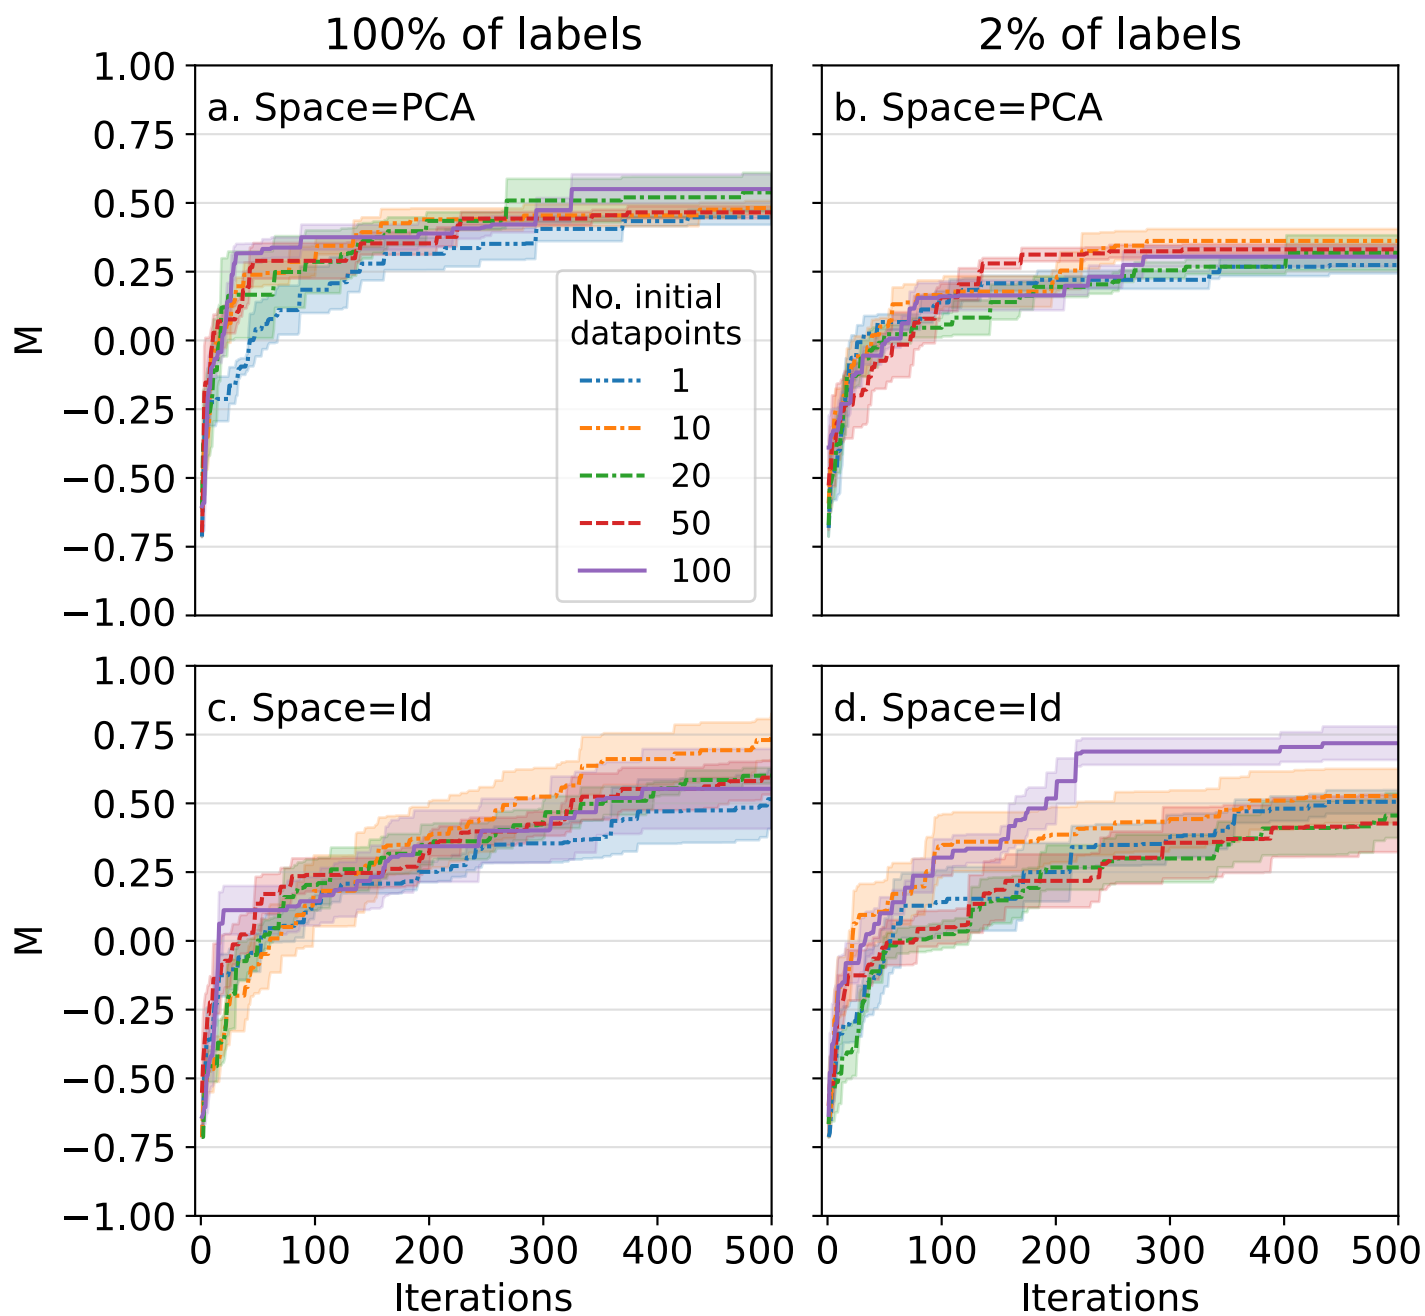 100% of labels
2% of labels
a. Space=PCA
1.00
0.75
0.50
0.25
0.00
−0.25
−0.50
−0.75
−1.00
M
No. initial
datapoints
1
10
20
50
100
b. Space=PCA
c. Space=Id
1.00
0.75
0.50
0.25
0.00
−0.25
−0.50
−0.75
−1.00
M
0 100 200 300 400 500
Iterations
d. Space=Id
0 100 200 300 400 500
Iterations